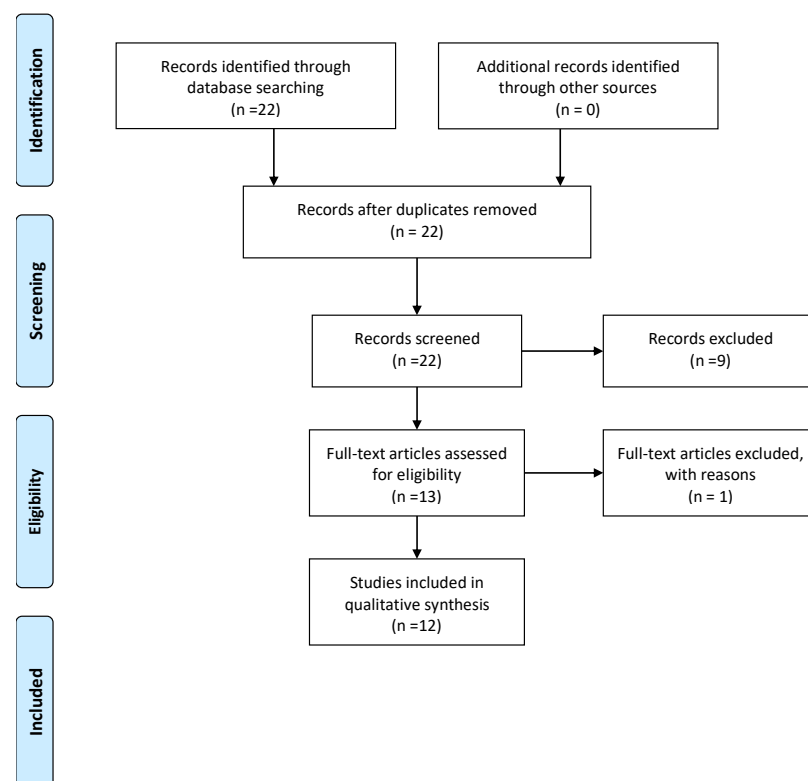 Identification
Records identified through
database searching
(n =22)
Additional records identified
through other sources
(n = 0)
Records after duplicates removed
(n = 22)
Screening
Records screened
(n =22)
Records excluded
(n =9)
Eligibility
Full-text articles assessed
for eligibility
(n =13)
Full-text articles excluded,
with reasons
(n = 1)
Studies included in
qualitative synthesis
(n =12)
Included